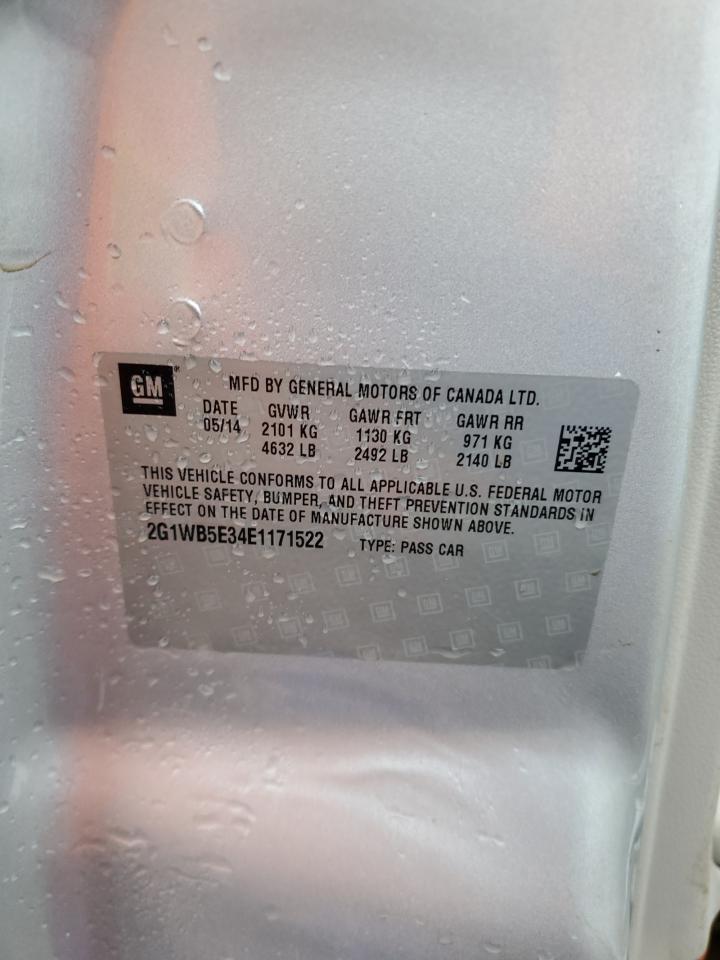 GM
MFD BY GENERAL MOTORS OF CANADA LTD.
DATE GVWR GAWR FRT GAWR RR
05/14 2101 KG 1130 KG 971 KG
4632 LB 2492 LB 2140 LB
THIS VEHICLE CONFORMS TO ALL APPLICABLE U.S. FEDERAL MOTOR
VEHICLE SAFETY, BUMPER, AND THEFT PREVENTION STANDARDS IN
EFFECT ON THE DATE OF MANUFACTURE SHOWN ABOVE.
2G1WB5E34E1171522 TYPE: PASS CAR